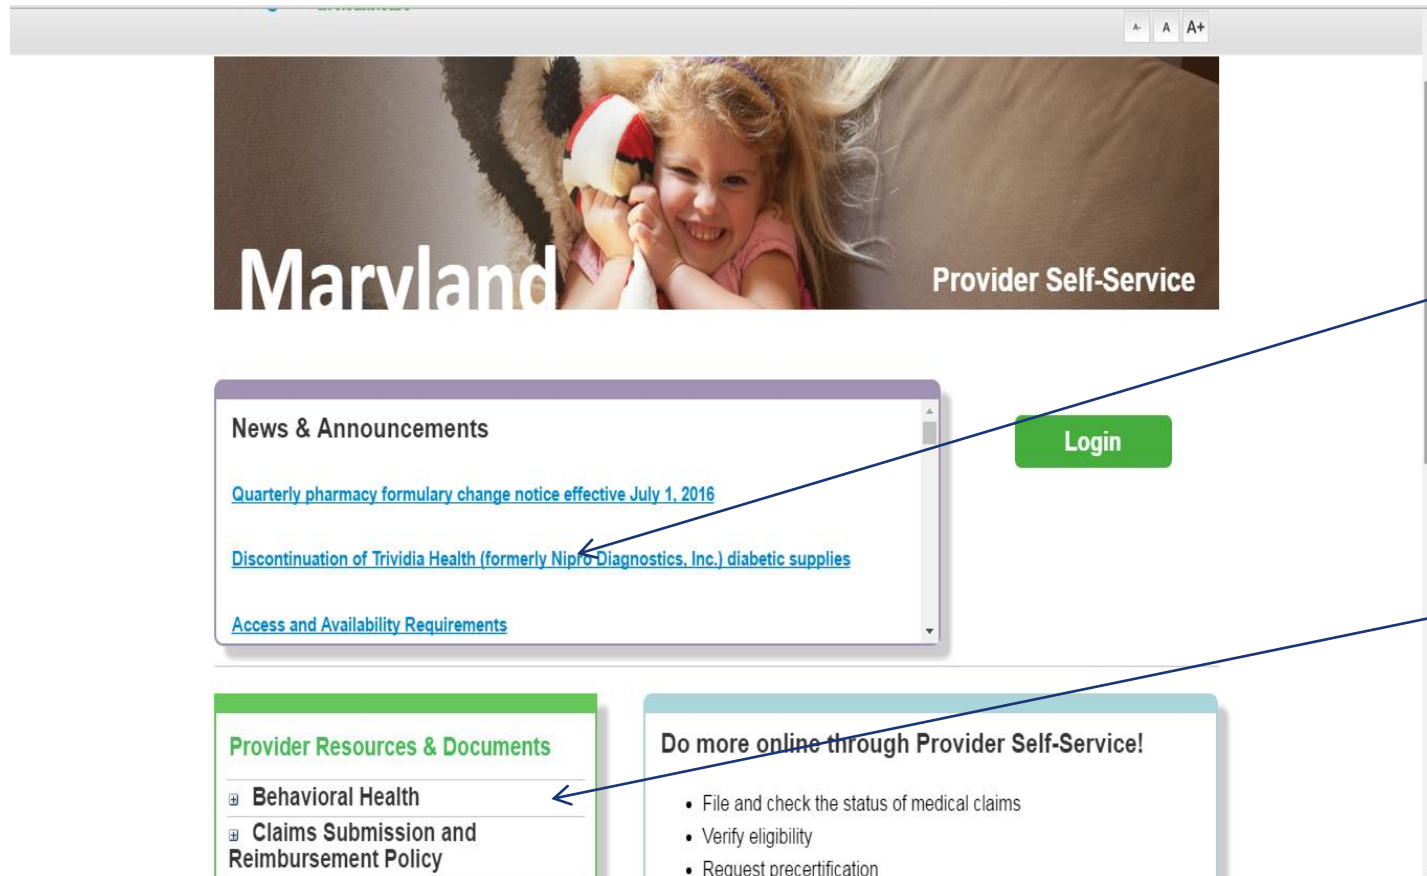 A- A A+
Maryland
Provider Self-Service
News & Announcements
Login
Quarterly pharmacy formulary change notice effective July 1, 2016
Discontinuation of Trividia Health (formerly Nipro Diagnostics, Inc.) diabetic supplies
Access and Availability Requirements
Provider Resources & Documents
Behavioral Health
Claims Submission and
Reimbursement Policy
Do more online through Provider Self-Service!
• File and check the status of medical claims
• Verify eligibility
• Request precertification